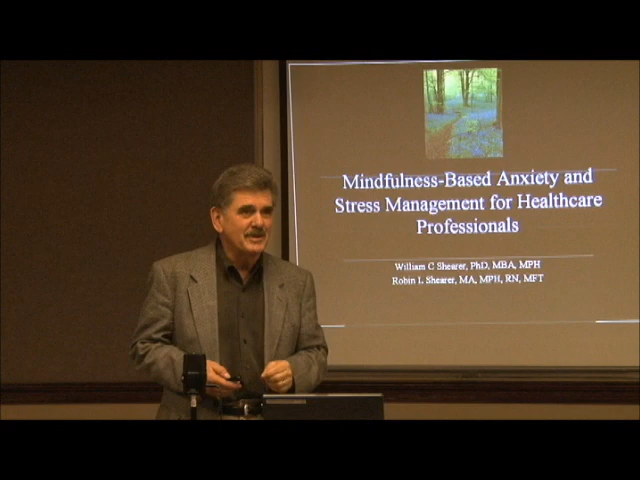 Mindfulness-Based Anxiety and
Stress Management for Healthcare
Professionals
William C Shearer, PhD, MBA, MPH
Robin L Shearer, MA, MPH, RN, MFT